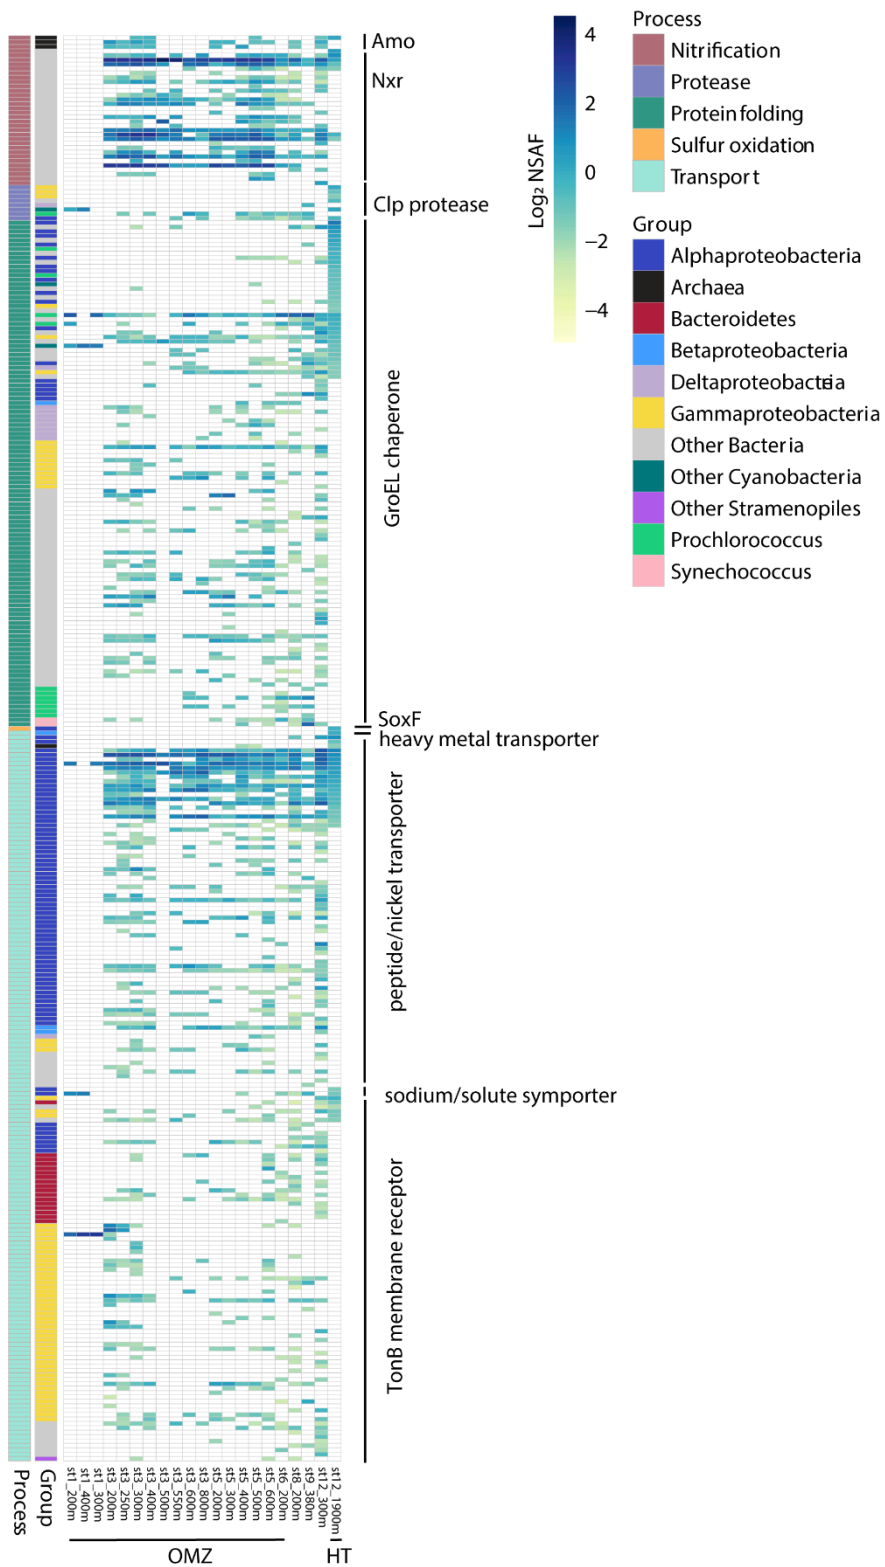 Amo
Nxr
Clp protease
GroEL chaperone
SoxF
heavy metal transporter
peptide/nickel transporter
sodium/solute symporter
TonB membrane receptor
Log₂ NSAF
4
2
0
−2
−4
Process
Nitrification
Protease
Protein folding
Sulfur oxidation
Transport
Group
Alphaproteobacteria
Archaea
Bacteroidetes
Betaproteobacteria
Deltaproteobacteria
Gammaproteobacteria
Other Bacteria
Other Cyanobacteria
Other Stramenopiles
Prochlorococcus
Synechococcus
Process
Group
st1_200m
st1_400m
st1_300m
st3_200m
st3_250m
st3_300m
st3_400m
st3_550m
st3_600m
st3_800m
st5_200m
st5_300m
st5_400m
st5_500m
st5_600m
st6_200m
st8_200m
st9_380m
st12_300m
st12_1900m
OMZ
HT